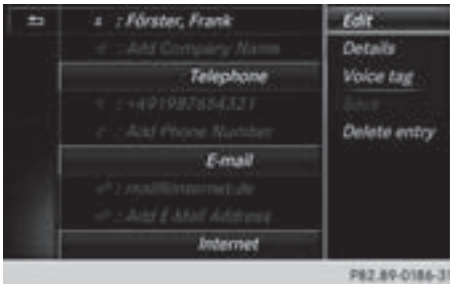 : Förster, Frank
: Add Company Name
Telephone
: +491987654321
: Add Phone Number
E-mail
: mail@internet.de
: Add E-Mail Address
Internet
Edit
Details
Voice tag
Delete entry
P82.89-0186-31